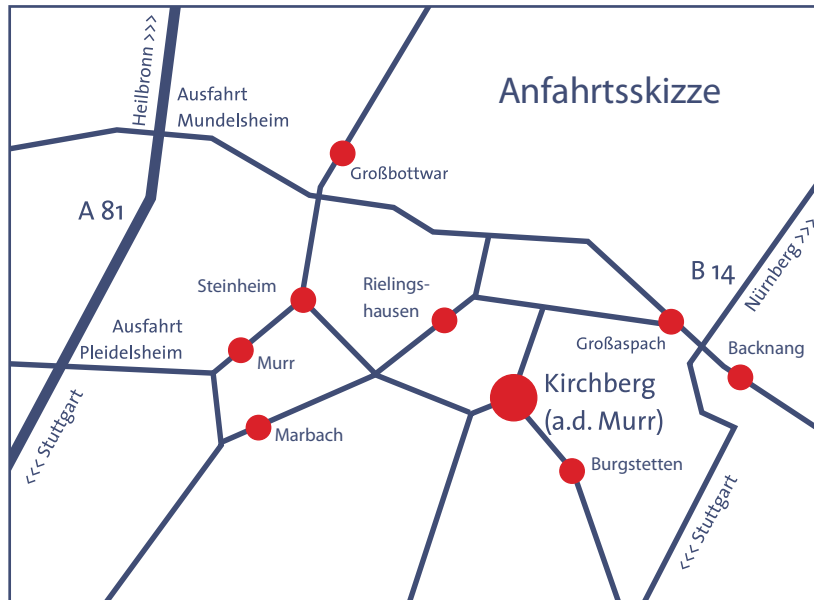 Anfahrtsskizze
Heilbronn >>>
Ausfahrt
Mundelsheim
Großbottwar
A 81
B 14
Nürnberg >>>
Steinheim
Rielings-
hausen
Ausfahrt
Pleidelsheim
Murr
Großaspach
Backnang
Kirchberg
(a.d. Murr)
Marbach
Burgstetten
<<< Stuttgart
<<< Stuttgart